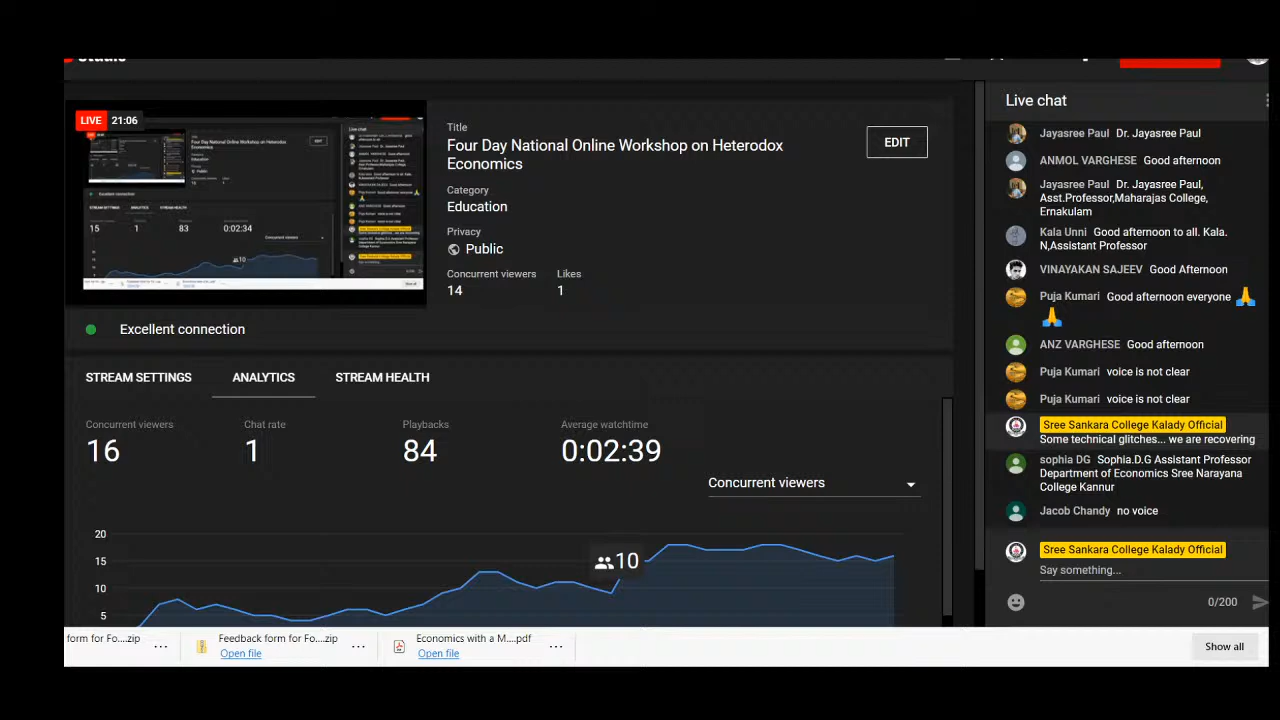 Studio
LIVE 21:06
Title
Four Day National Online Workshop on Heterodox
Economics
EDIT
Category
Education
Privacy
Public
Concurrent viewers Likes
14 1
Excellent connection
STREAM SETTINGS ANALYTICS STREAM HEALTH
Concurrent viewers Chat rate Playbacks Average watchtime
16 1 84 0:02:39
Concurrent viewers
20
15
10
5
10
form for Fo....zip
Feedback form for Fo....zip
Open file
Economics with a M....pdf
Open file
Show all
Live chat
Jayasree Paul Dr. Jayasree Paul
ANMOL VARGHESE Good afternoon
Jayasree Paul Dr. Jayasree Paul,
Asst.Professor,Maharajas College,
Ernakulam
Kala Unni good afternoon to all. Kala.
N,Assistant Professor
VINAYAKAN SAJEEV Good Afternoon
Puja Kumari Good afternoon everyone 🙏
🙏
ANZ VARGHESE Good afternoon
Puja Kumari voice is not clear
Puja Kumari voice is not clear
Sree Sankara College Kalady Official
Some technical glitches... we are recovering
sophia DG Sophia.D.G Assistant Professor
Department of Economics Sree Narayana
College Kannur
Jacob Chandy no voice
Sree Sankara College Kalady Official
Say something...
0/200